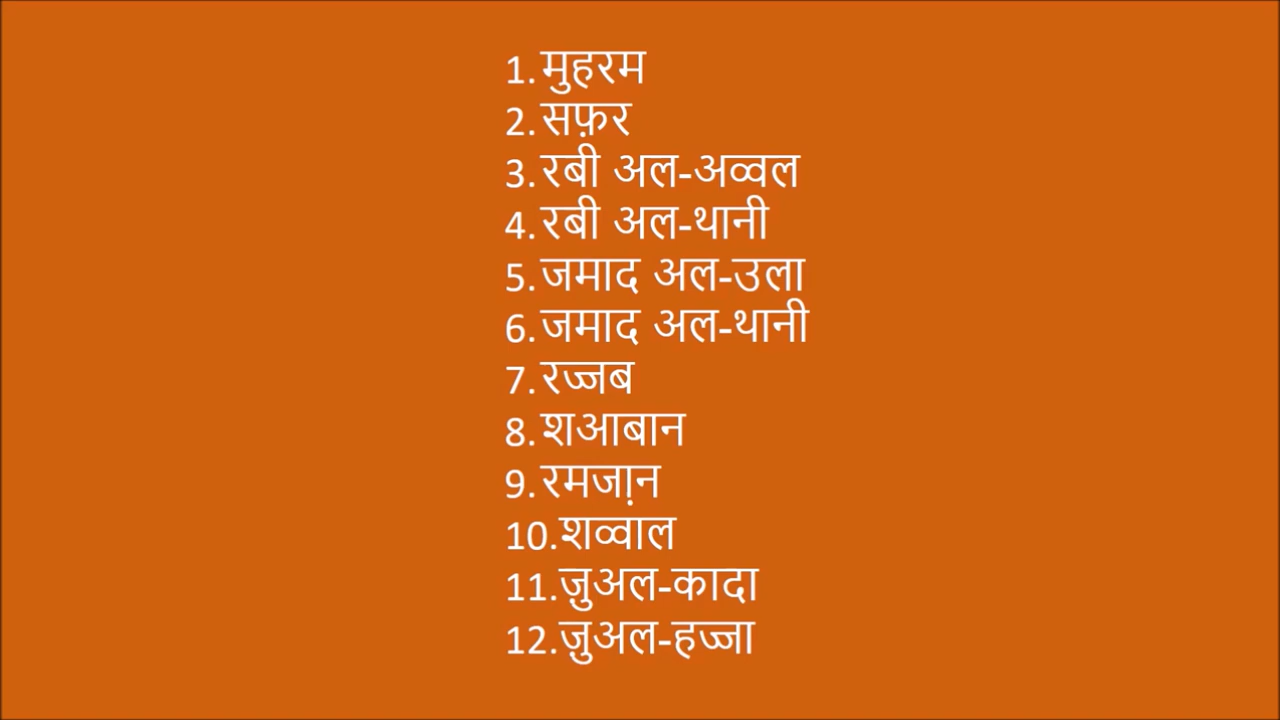 1.मुहरम
2.सफ़र
3.रबी अल-अव्वल
4.रबी अल-थानी
5.जमाद अल-उला
6.जमाद अल-थानी
7.रज्जब
8.शआबान
9.रमजा़न
10.शव्वाल
11.ज़ुअल-कादा
12.ज़ुअल-हज्जा